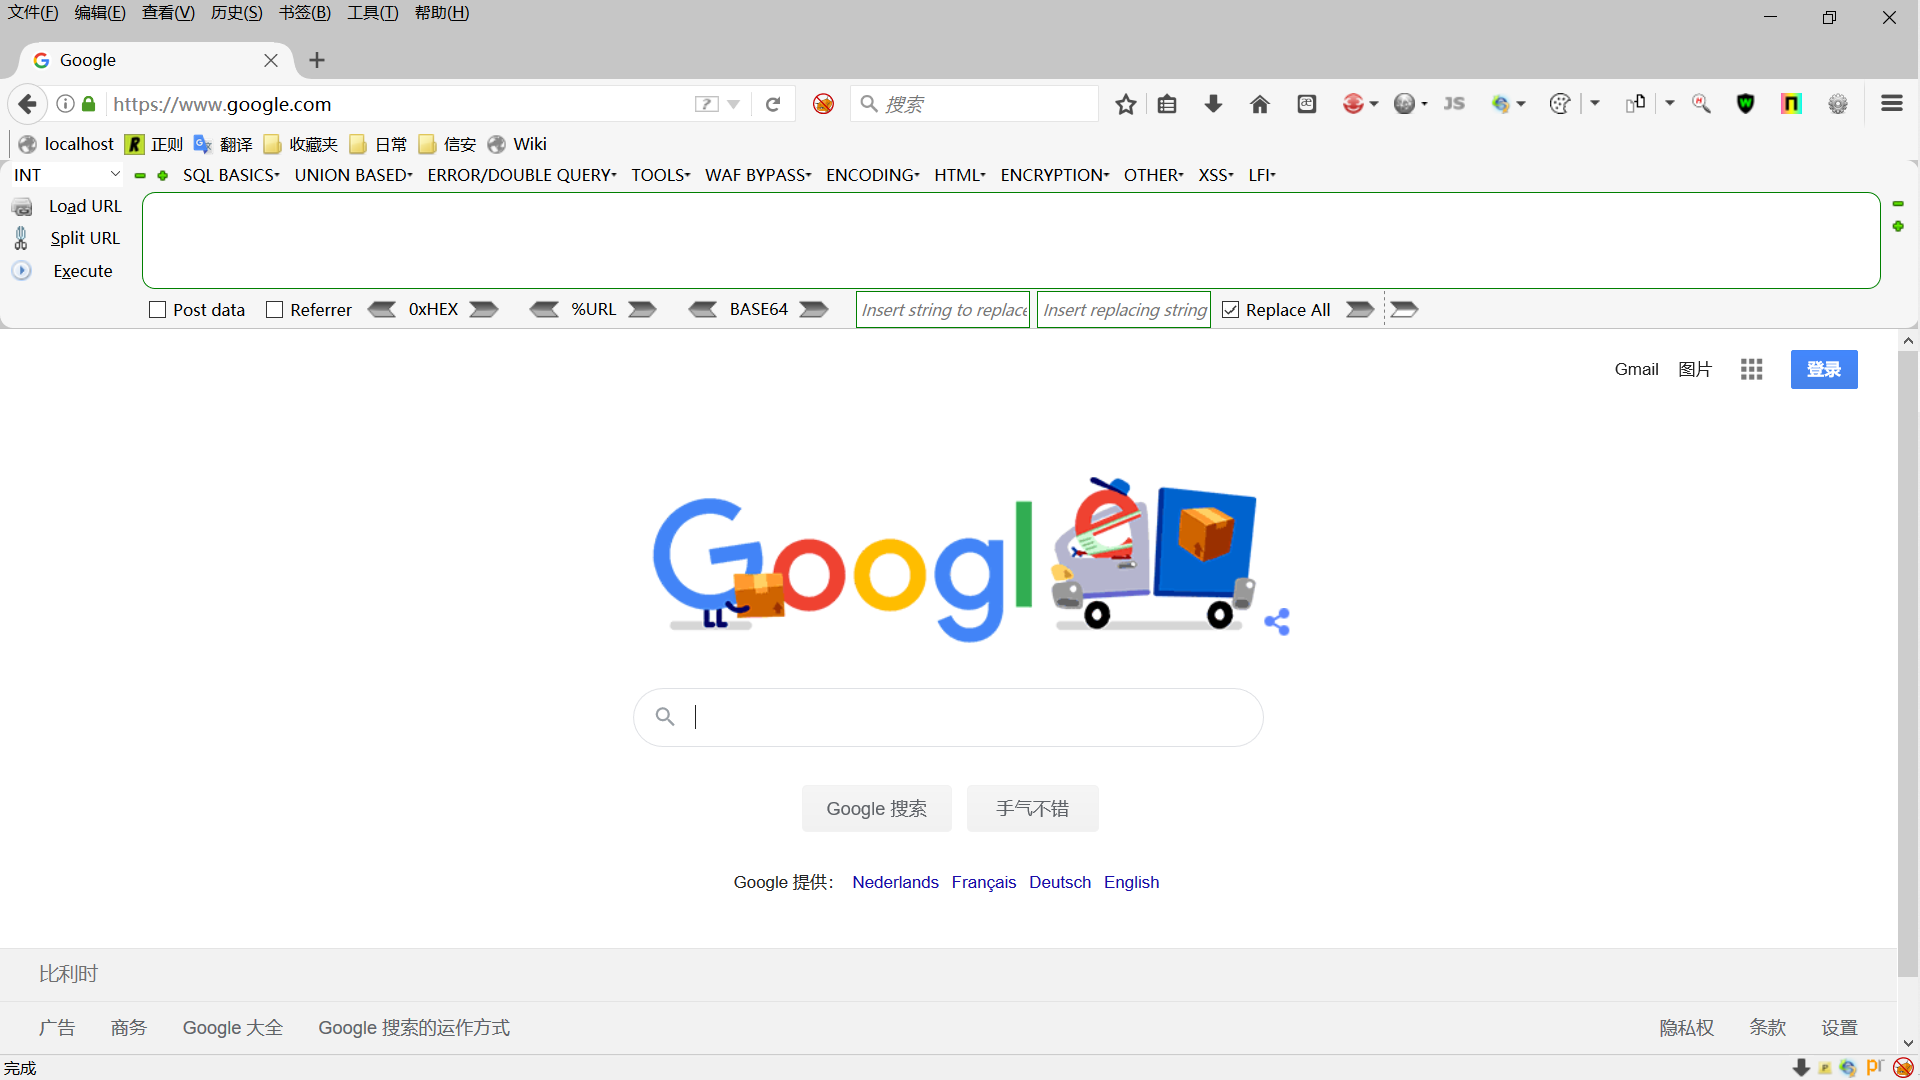 文件(F) 编辑(E) 查看(V) 历史(S) 书签(B) 工具(T) 帮助(H)
Google
https://www.google.com 搜索 JS
localhost 正则 翻译 收藏夹 日常 信安 Wiki
INT SQL BASICS UNION BASED ERROR/DOUBLE QUERY TOOLS WAF BYPASS ENCODING HTML ENCRYPTION OTHER XSS LFI
Load URL
Split URL
Execute
Post data Referrer 0xHEX %URL BASE64 Insert string to replace Insert replacing string Replace All
Gmail 图片 登录
Google
Google 搜索 手气不错
Google 提供： Nederlands Français Deutsch English
比利时
广告 商务 Google 大全 Google 搜索的运作方式 隐私权 条款 设置
完成 pr